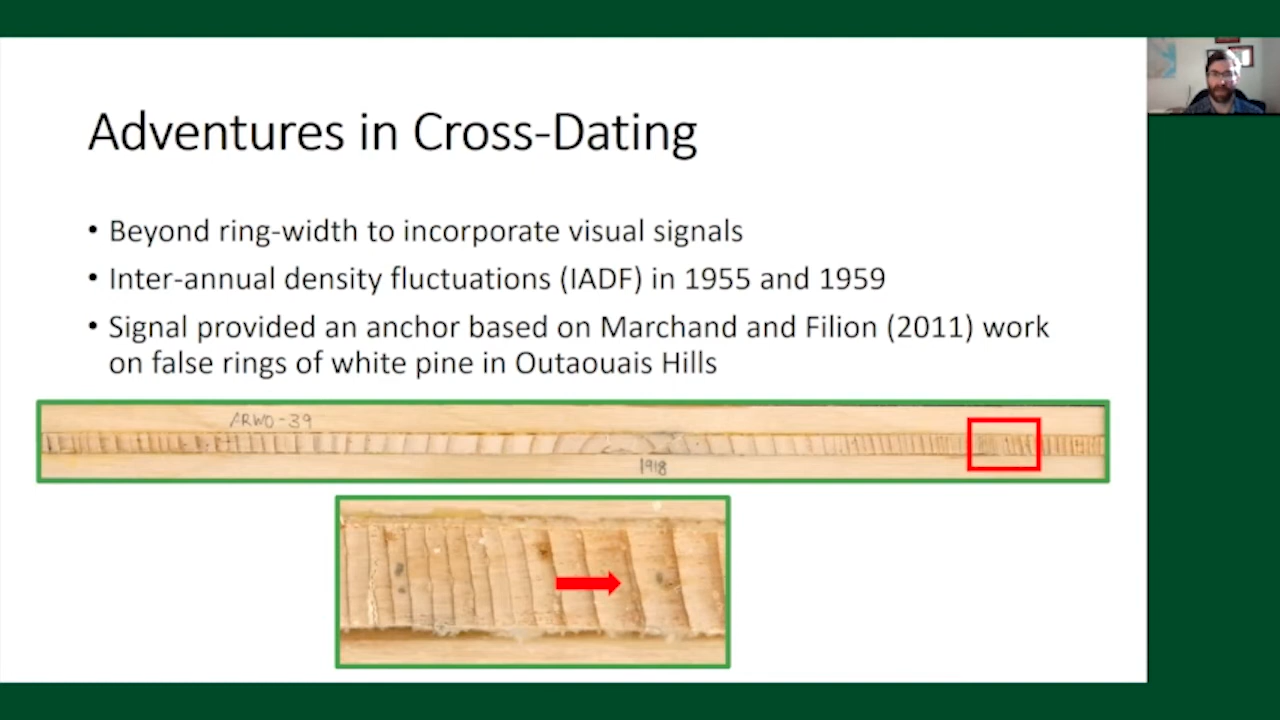 Adventures in Cross-Dating
• Beyond ring-width to incorporate visual signals
• Inter-annual density fluctuations (IADF) in 1955 and 1959
• Signal provided an anchor based on Marchand and Filion (2011) work
on false rings of white pine in Outaouais Hills
ARWO-39
1918